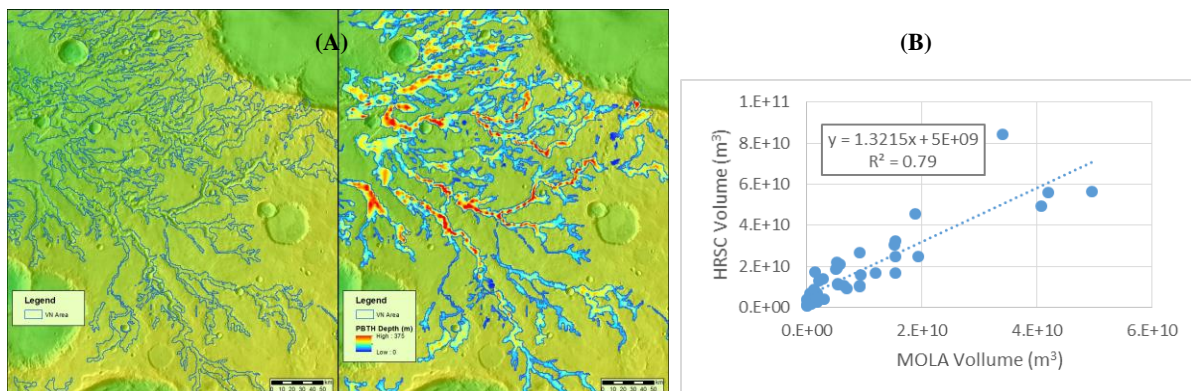 (A)
(B)
Legend
VN Area
Legend
VN Area
PBTH Depth (m)
High : 375
Low : 0
1.E+11
8.E+10
6.E+10
4.E+10
2.E+10
0.E+00
HRSC Volume (m³)
y = 1.3215x + 5E+09
R² = 0.79
0.E+00 2.E+10 4.E+10 6.E+10
MOLA Vollume (m³)